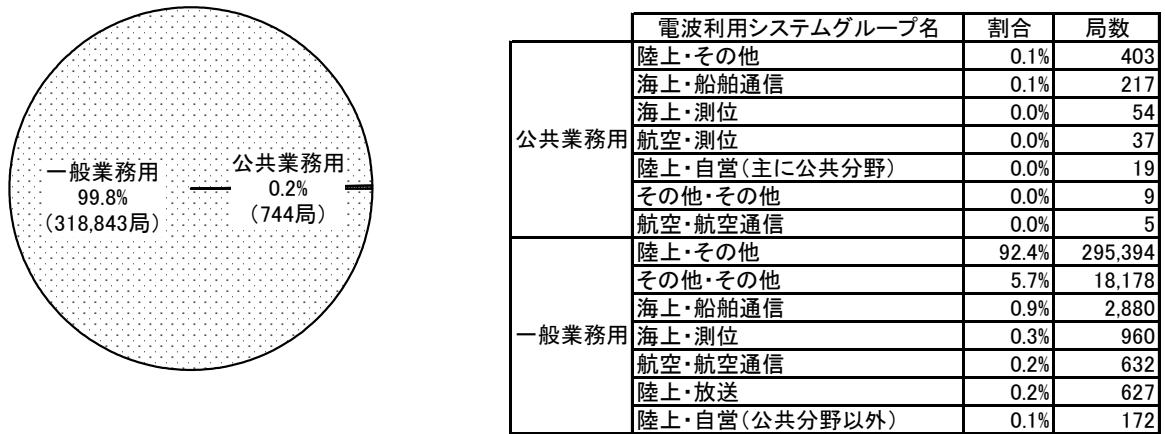 一般業務用
99.8%
（318,843局）
公共業務用
0.2%
（744局）
電波利用システムグループ名 割合 局数
公共業務用
陸上・その他 0.1% 403
海上・船舶通信 0.1% 217
海上・測位 0.0% 54
航空・測位 0.0% 37
陸上・自営（主に公共分野） 0.0% 19
その他・その他 0.0% 9
航空・航空通信 0.0% 5
一般業務用
陸上・その他 92.4% 295,394
その他・その他 5.7% 18,178
海上・船舶通信 0.9% 2,880
海上・測位 0.3% 960
航空・航空通信 0.2% 632
陸上・放送 0.2% 627
陸上・自営（公共分野以外） 0.1% 172